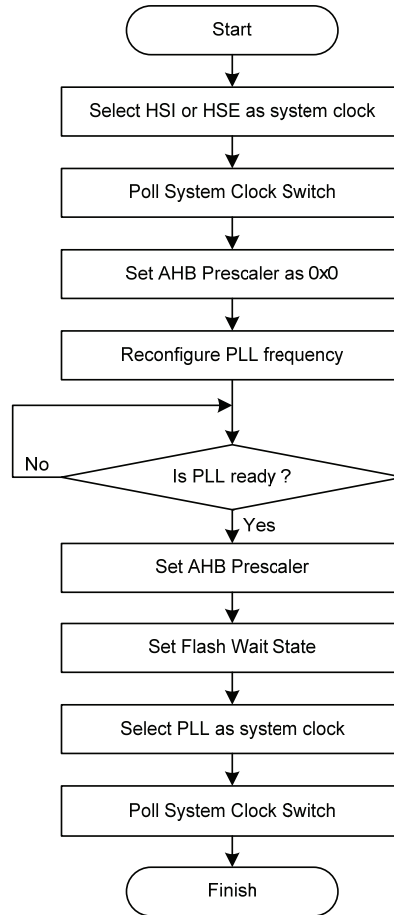 Start
Select HSI or HSE as system clock
Poll System Clock Switch
Set AHB Prescaler as 0x0
Reconfigure PLL frequency
No
Is PLL ready ?
Yes
Set AHB Prescaler
Set Flash Wait State
Select PLL as system clock
Poll System Clock Switch
Finish